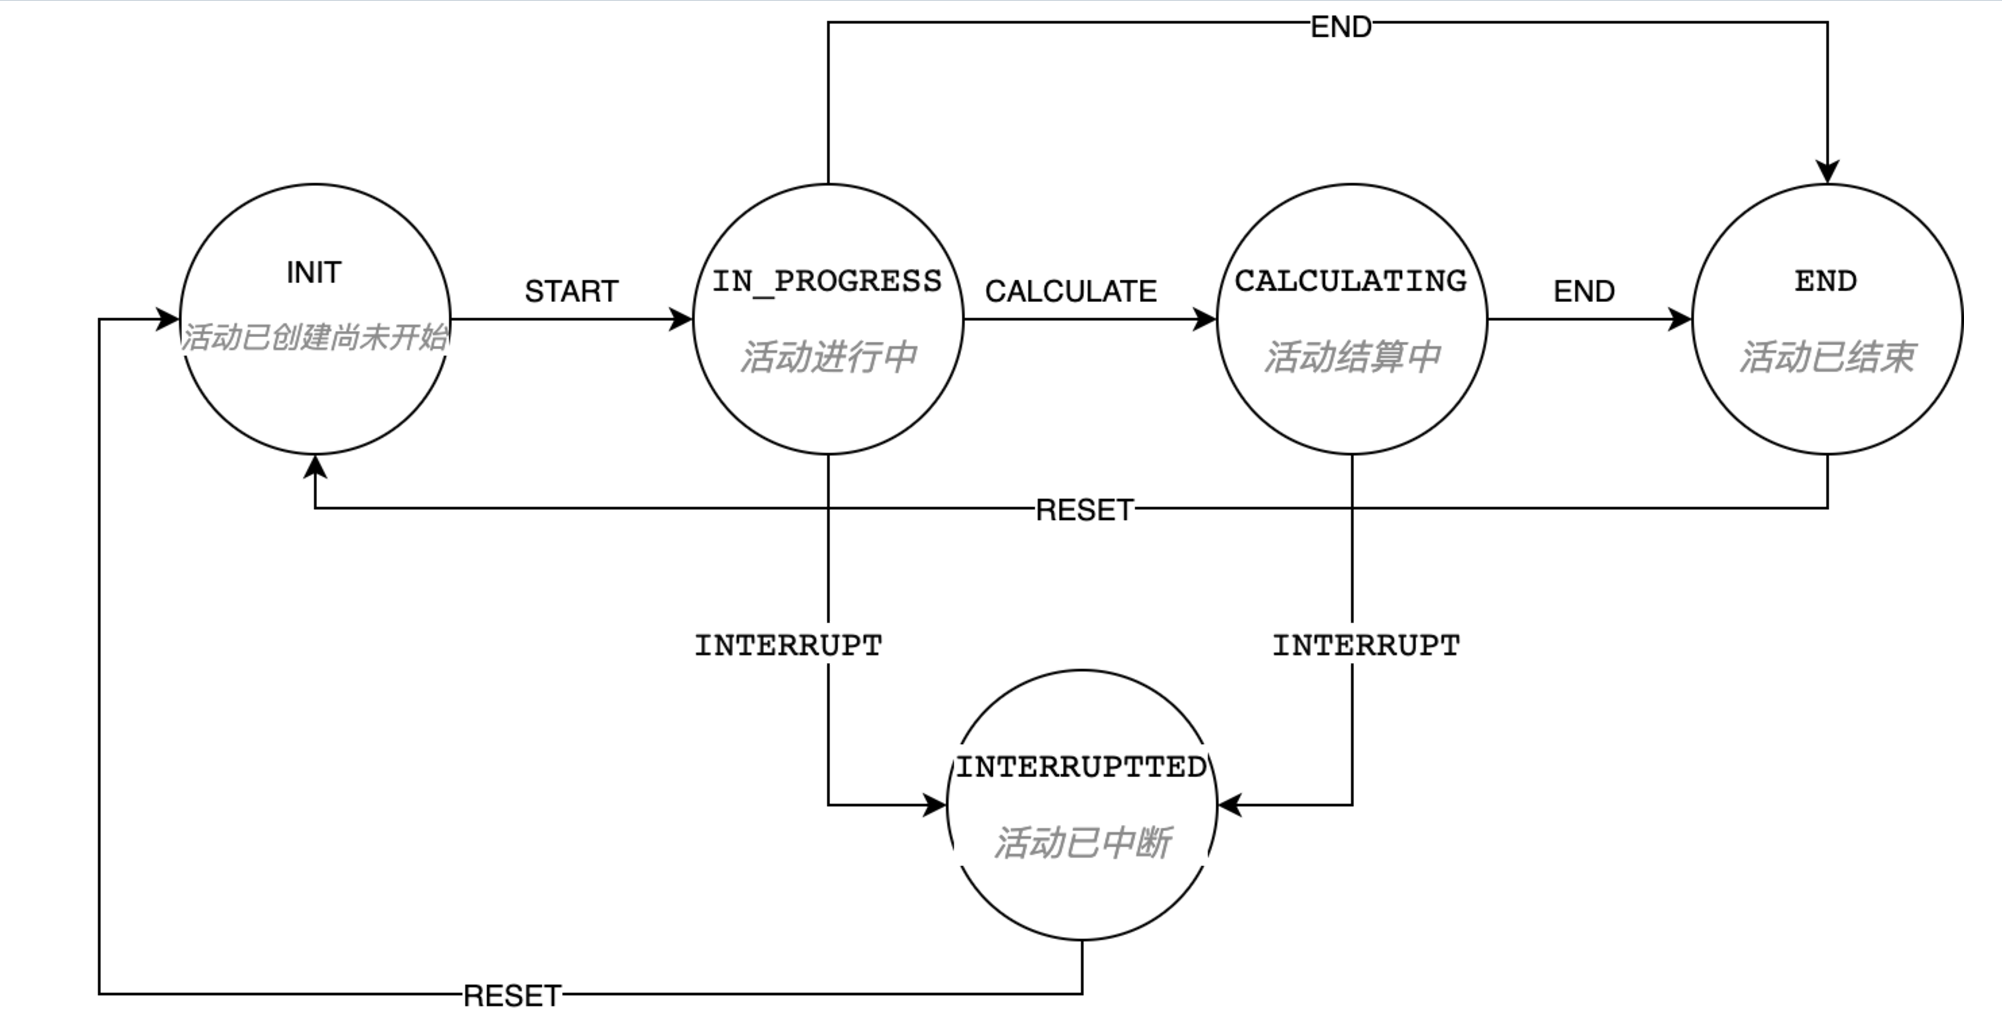 END
INIT
活动已创建尚未开始
START
IN_PROGRESS
活动进行中
CALCULATE
CALCULATING
活动结算中
END
END
活动已结束
RESET
INTERRUPT
INTERRUPT
INTERRUPTTED
活动已中断
RESET